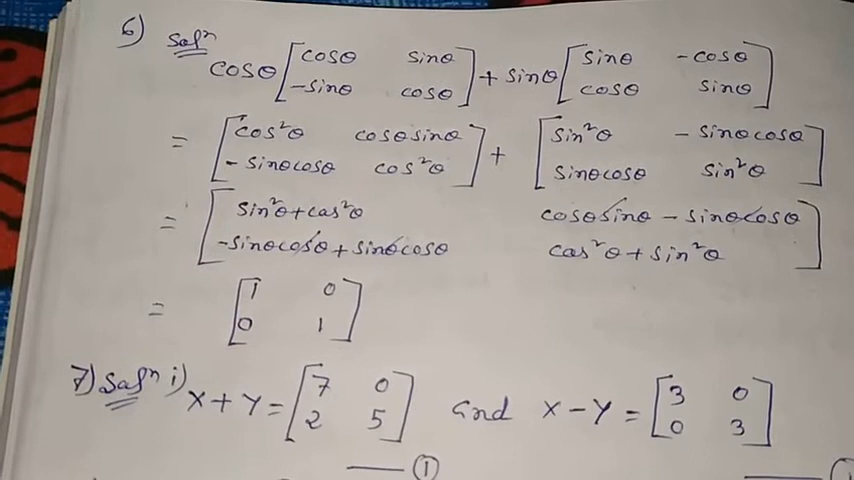 6) Solⁿ
cosθ [cosθ sinθ] + sinθ [sinθ -cosθ]
[-sinθ cosθ] [cosθ sinθ]
= [cos²θ cosθsinθ] + [sin²θ - sinθcosθ]
[- sinθcosθ cos²θ] [sinθcosθ sin²θ]
= [sin²θ+cos²θ cosθsinθ - sinθcosθ]
[-sinθcosθ + sinθcosθ cos²θ + sin²θ]
= [1 0]
[0 1]
7) Solⁿ i) X+Y = [7 0] and X-Y = [3 0]
[2 5] [0 3]
—— ①